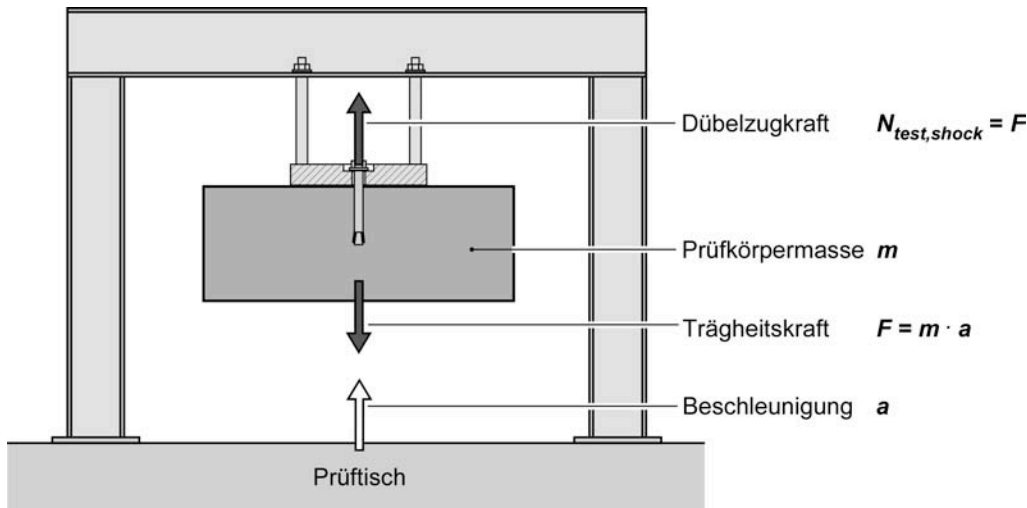 Dübelzugkraft N_test,shock = F
Prüfkörpermasse m
Trägheitskraft F = m · a
Beschleunigung a
Prüftisch